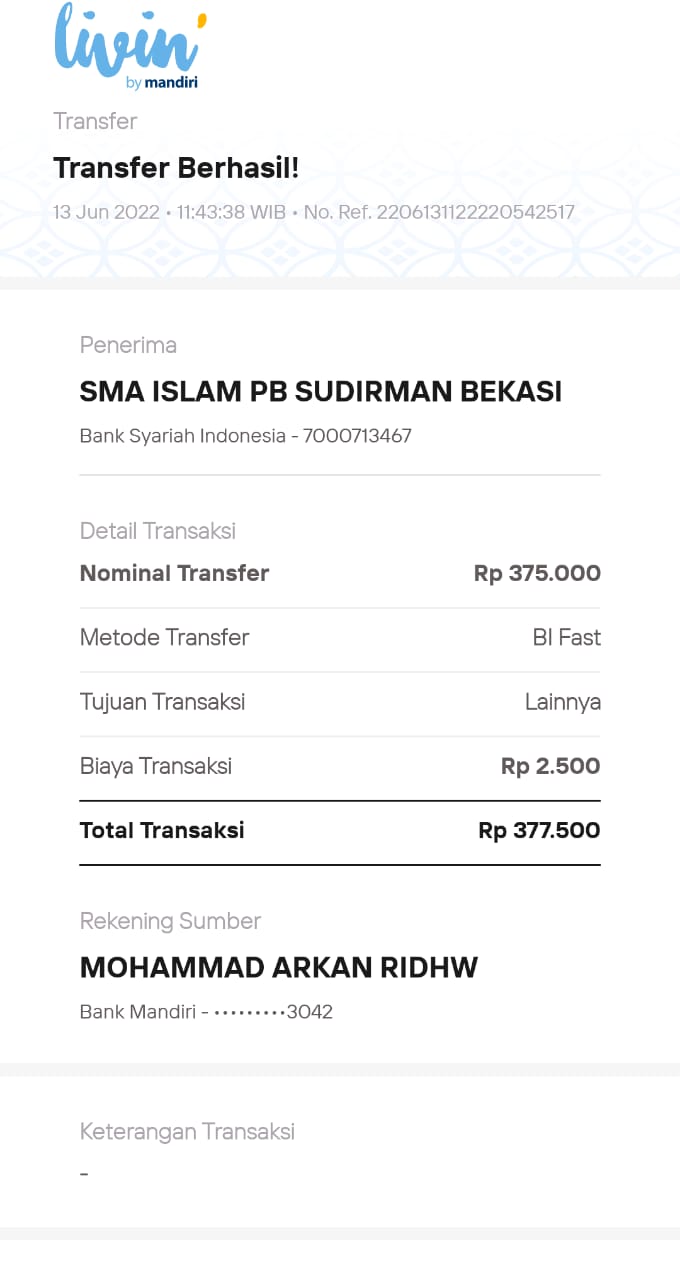 livin'
by mandiri
Transfer
Transfer Berhasil!
13 Jun 2022 • 11:43:38 WIB • No. Ref. 2206131122220542517
Penerima
SMA ISLAM PB SUDIRMAN BEKASI
Bank Syariah Indonesia - 7000713467
Detail Transaksi
Nominal Transfer Rp 375.000
Metode Transfer BI Fast
Tujuan Transaksi Lainnya
Biaya Transaksi Rp 2.500
Total Transaksi Rp 377.500
Rekening Sumber
MOHAMMAD ARKAN RIDHW
Bank Mandiri - •••••••••3042
Keterangan Transaksi
-